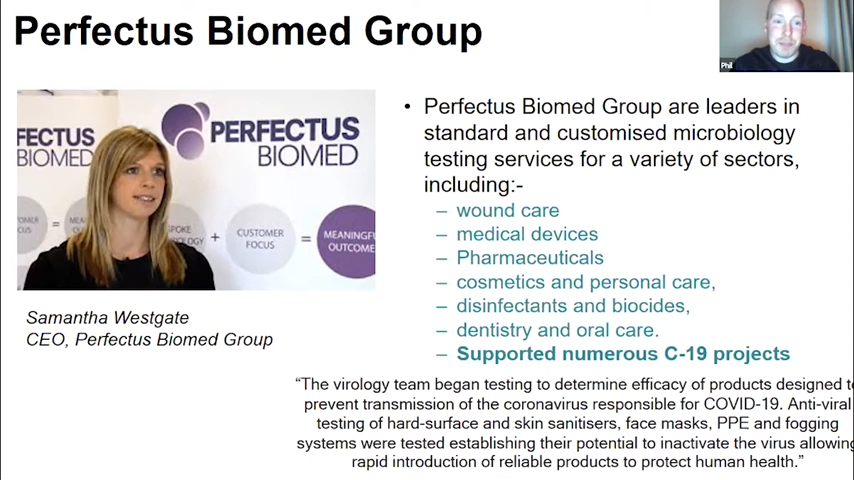 Perfectus Biomed Group
Phil
FECTUS
BIOMED
PERFECTUS
BIOMED
CUS
=
SPOKE
+
CUSTOMER
FOCUS
=
MEANINGFU
OUTCOME
Samantha Westgate
CEO, Perfectus Biomed Group
• Perfectus Biomed Group are leaders in
standard and customised microbiology
testing services for a variety of sectors,
including:-
– wound care
– medical devices
– Pharmaceuticals
– cosmetics and personal care,
– disinfectants and biocides,
– dentistry and oral care.
– Supported numerous C-19 projects
“The virology team began testing to determine efficacy of products designed to
prevent transmission of the coronavirus responsible for COVID-19. Anti-viral
testing of hard-surface and skin sanitisers, face masks, PPE and fogging
systems were tested establishing their potential to inactivate the virus allowing
rapid introduction of reliable products to protect human health.”